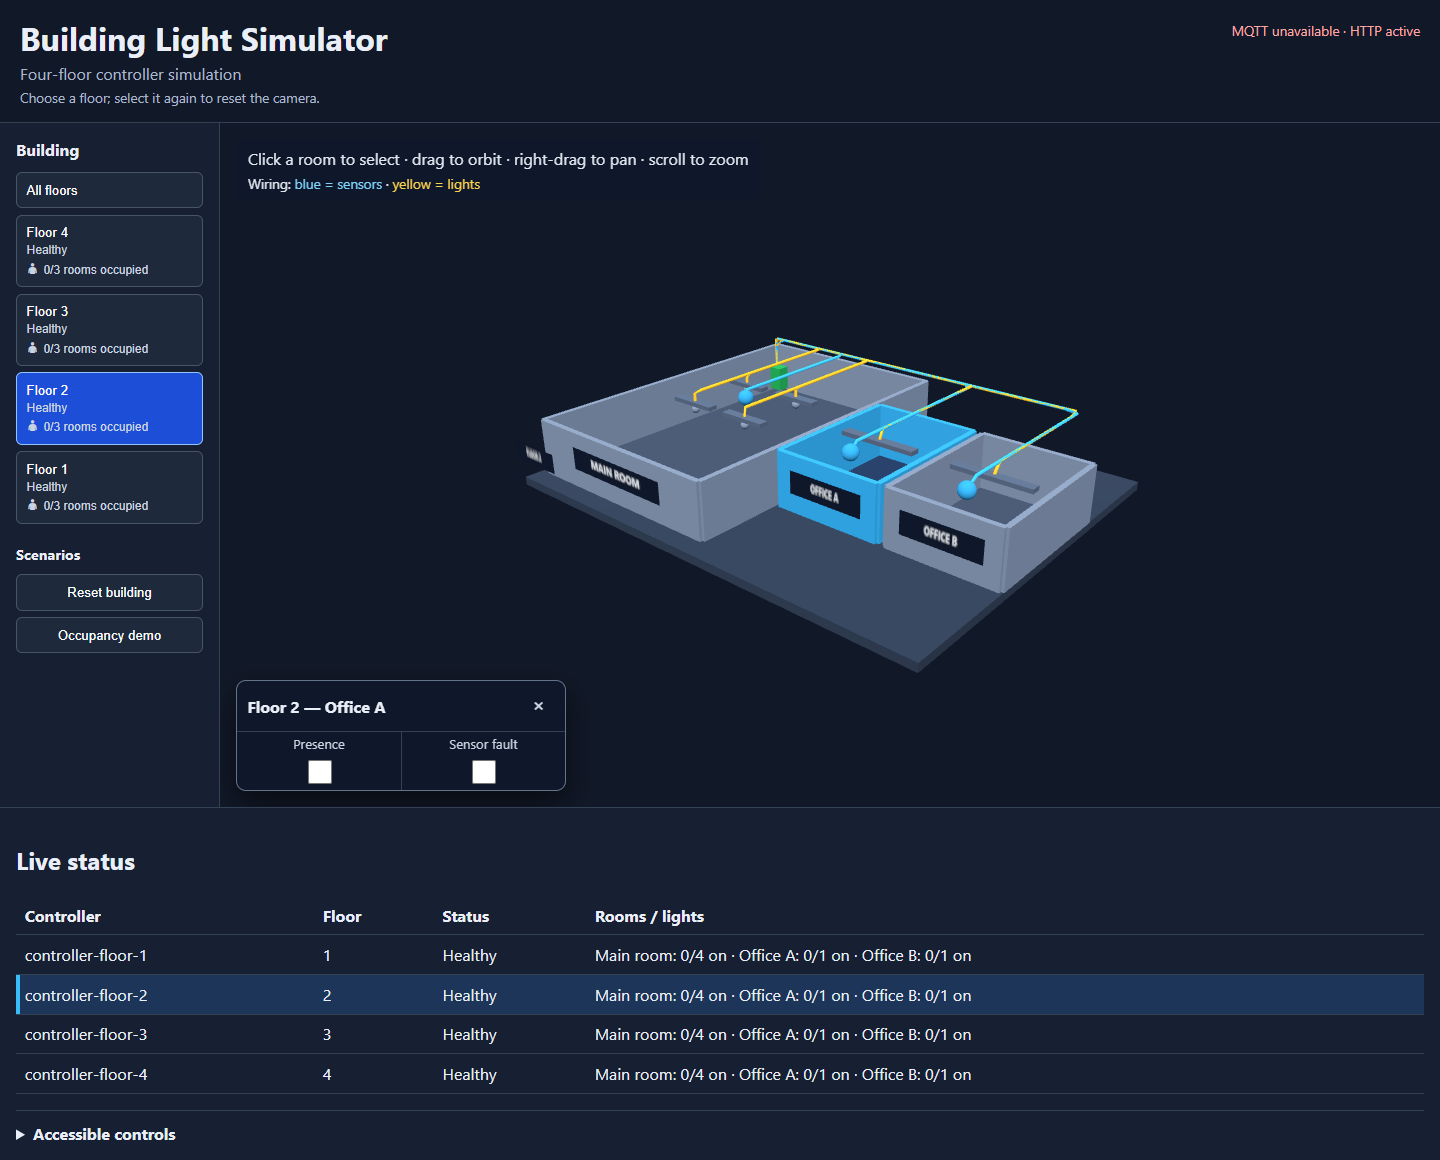 Building Light Simulator
MQTT unavailable · HTTP active
Four-floor controller simulation
Choose a floor; select it again to reset the camera.
Building
All floors
Floor 4
Healthy
0/3 rooms occupied
Floor 3
Healthy
0/3 rooms occupied
Floor 2
Healthy
0/3 rooms occupied
Floor 1
Healthy
0/3 rooms occupied
Scenarios
Reset building
Occupancy demo
Click a room to select · drag to orbit · right-drag to pan · scroll to zoom
Wiring: blue = sensors · yellow = lights
MAIN ROOM
OFFICE A
OFFICE B
Floor 2 — Office A
×
Presence
Sensor fault
Live status
Controller Floor Status Rooms / lights
controller-floor-1 1 Healthy Main room: 0/4 on · Office A: 0/1 on · Office B: 0/1 on
controller-floor-2 2 Healthy Main room: 0/4 on · Office A: 0/1 on · Office B: 0/1 on
controller-floor-3 3 Healthy Main room: 0/4 on · Office A: 0/1 on · Office B: 0/1 on
controller-floor-4 4 Healthy Main room: 0/4 on · Office A: 0/1 on · Office B: 0/1 on
Accessible controls